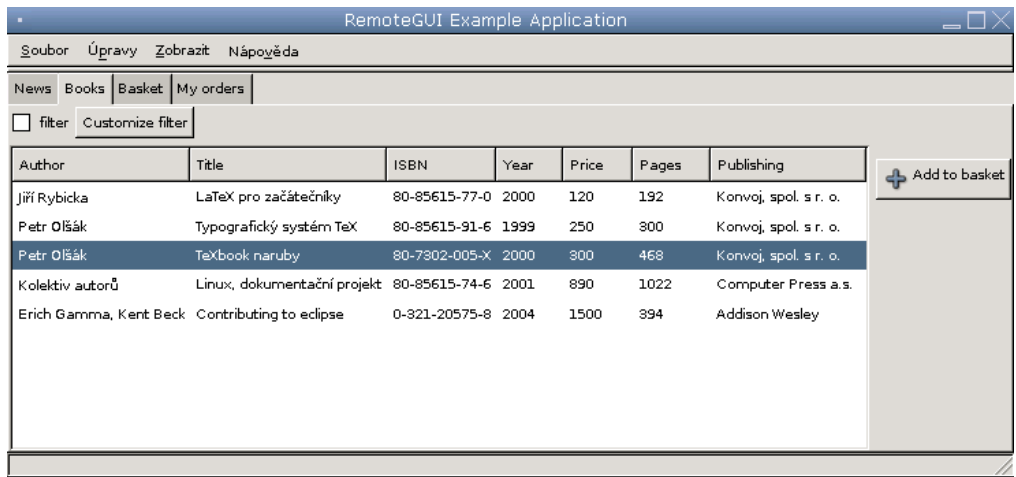 RemoteGUI Example Application
Soubor Úpravy Zobrazit Nápověda
News Books Basket My orders
filter Customize filter
Author Title ISBN Year Price Pages Publishing
Add to basket
Jiří Rybicka LaTeX pro začátečníky 80-85615-77-0 2000 120 192 Konvoj, spol. s r. o.
Petr Olšák Typografický systém TeX 80-85615-91-6 1999 250 300 Konvoj, spol. s r. o.
Petr Olšák TeXbook naruby 80-7302-005-X 2000 300 468 Konvoj, spol. s r. o.
Kolektiv autorů Linux, dokumentační projekt 80-85615-74-6 2001 890 1022 Computer Press a.s.
Erich Gamma, Kent Beck Contributing to eclipse 0-321-20575-8 2004 1500 394 Addison Wesley